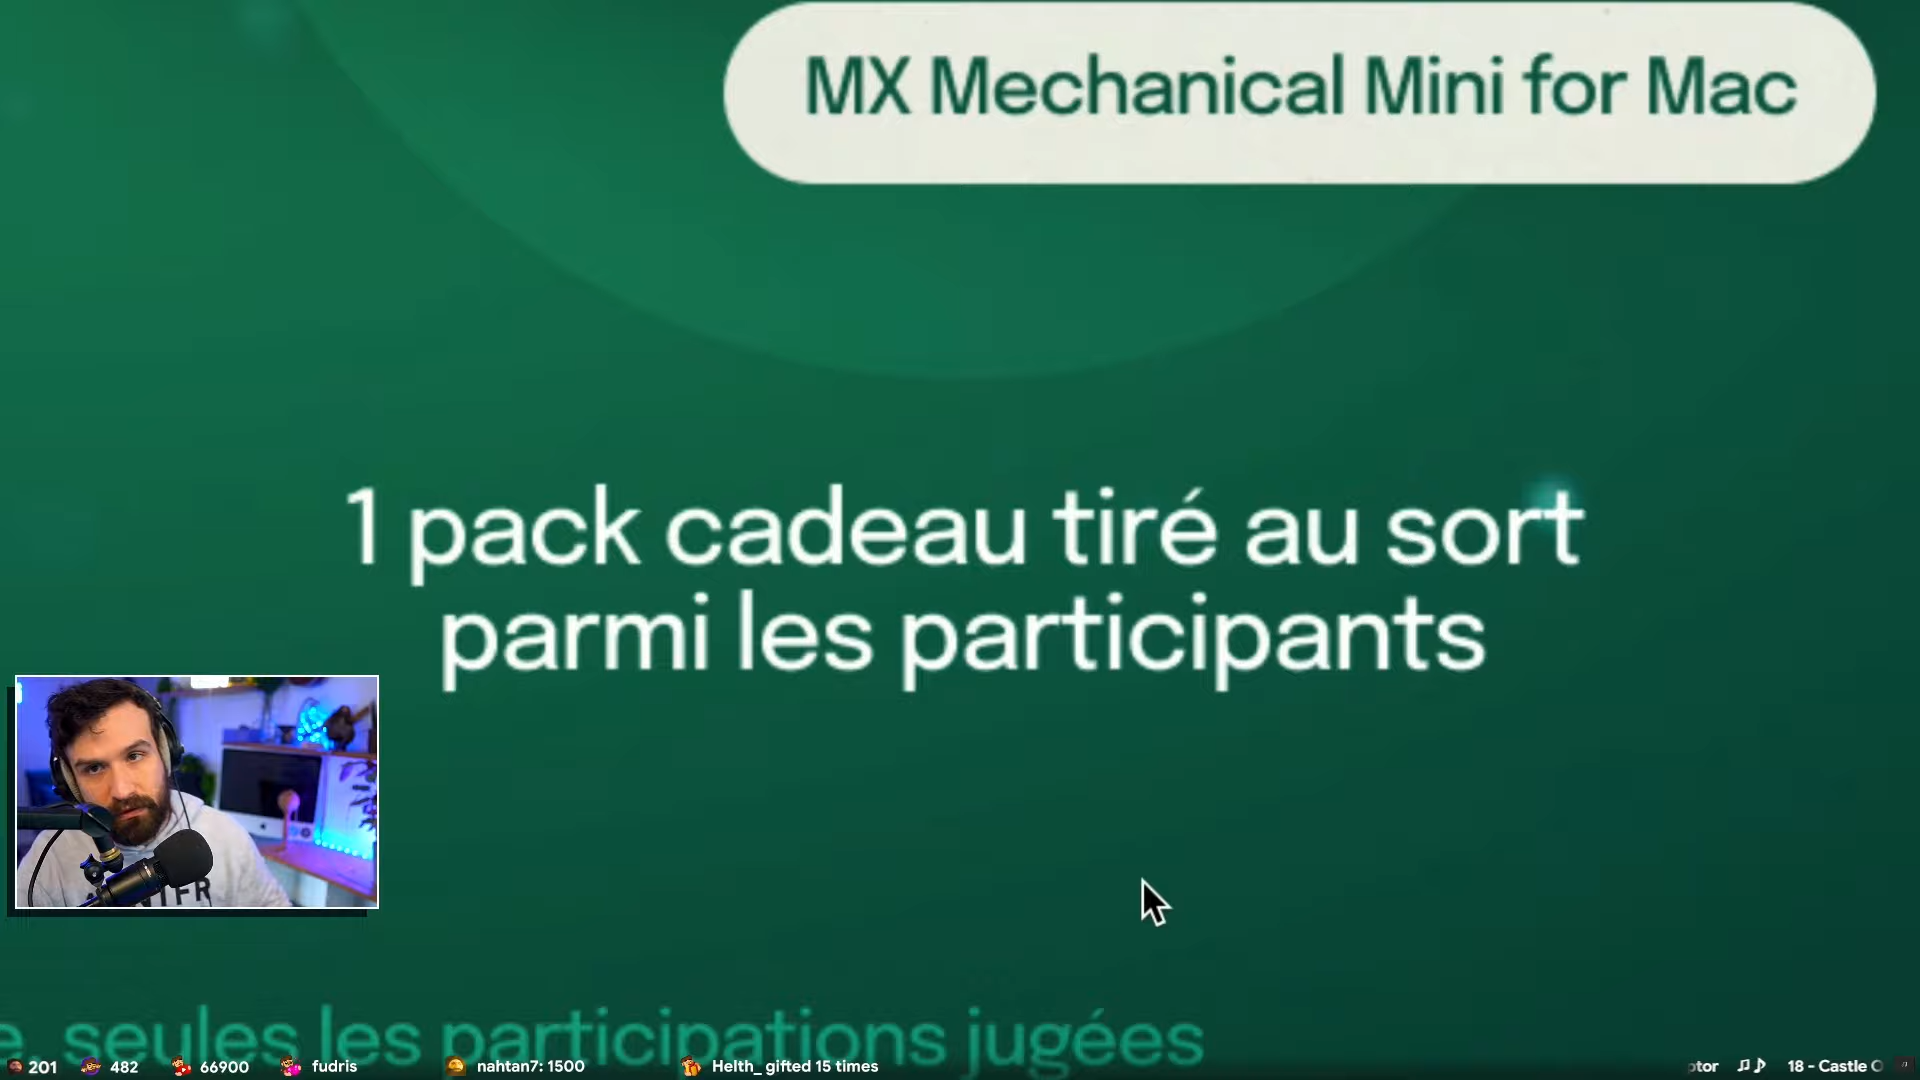 MX Mechanical Mini for Mac
1 pack cadeau tiré au sort
parmi les participants
seules les participations jugées
201 482 66900 fudris nahtan7: 1500 Helth_ gifted 15 times 18 - Castle